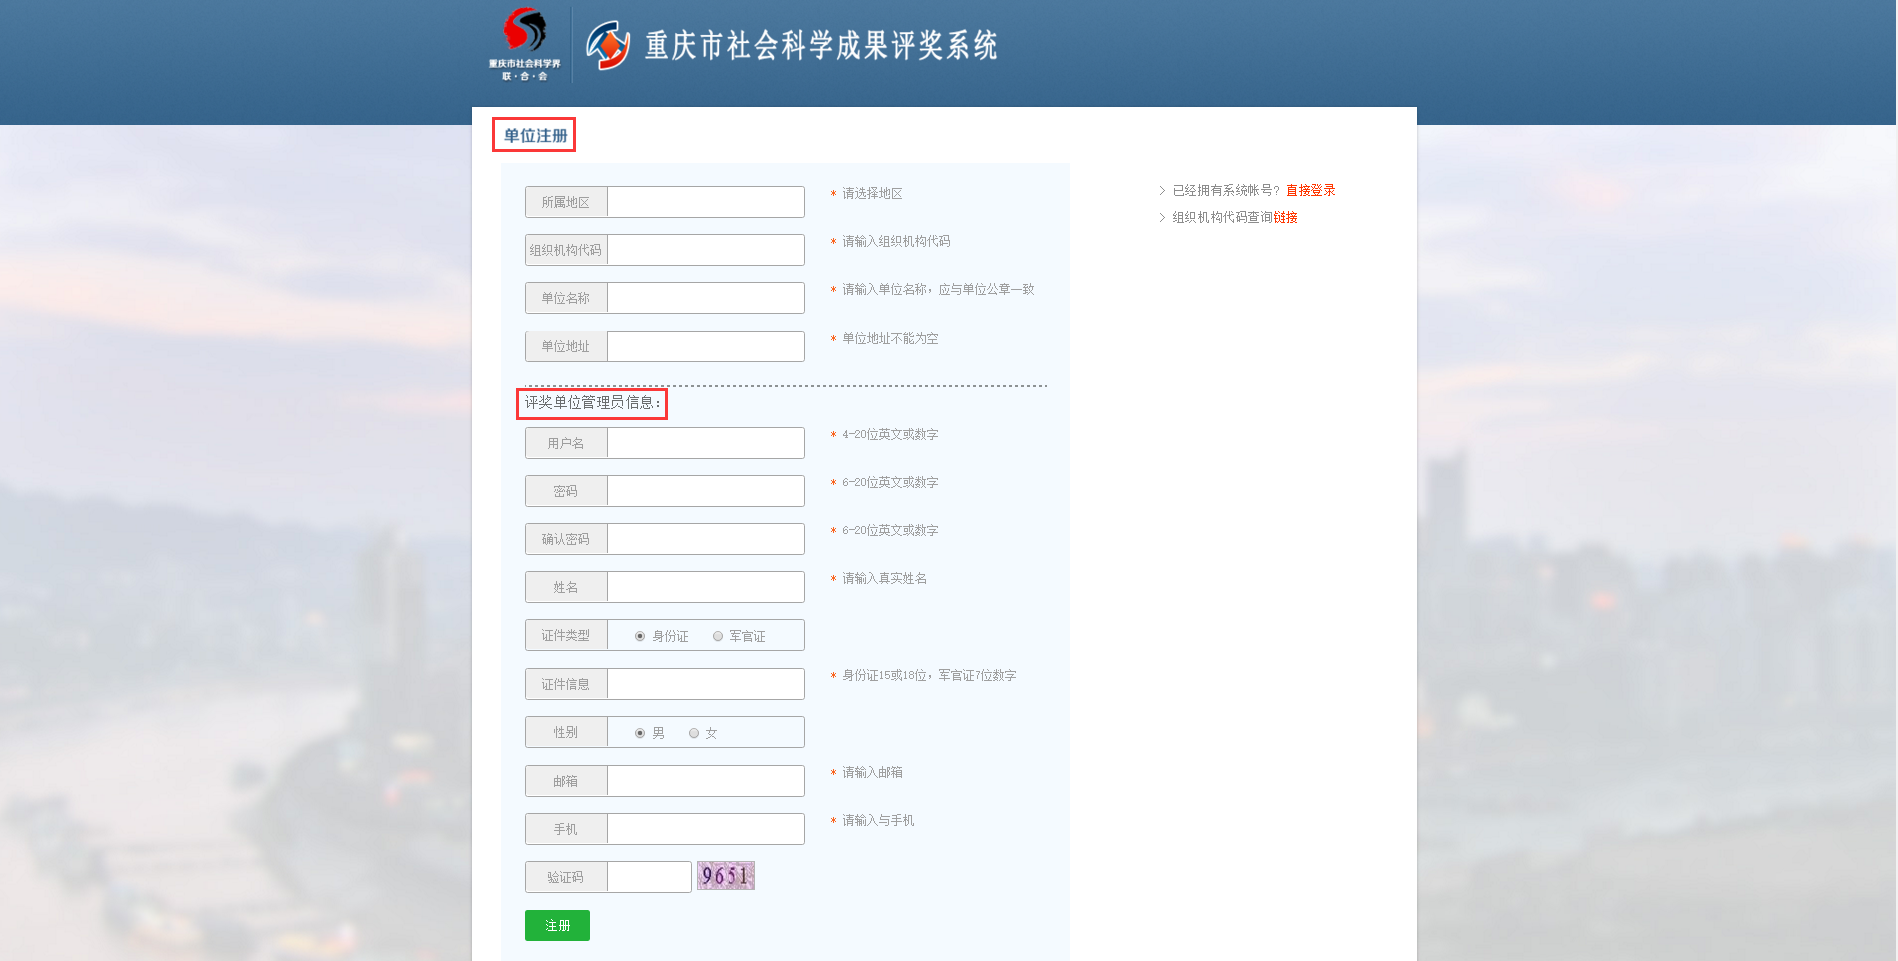 重庆市社会科学界
联·合·会
重庆市社会科学成果评奖系统
单位注册
所属地区 * 请选择地区
组织机构代码 * 请输入组织机构代码
单位名称 * 请输入单位名称，应与单位公章一致
单位地址 * 单位地址不能为空
> 已经拥有系统帐号？直接登录
> 组织机构代码查询链接
评奖单位管理员信息：
用户名 * 4-20位英文或数字
密码 * 6-20位英文或数字
确认密码 * 6-20位英文或数字
姓名 * 请输入真实姓名
证件类型 身份证 军官证
证件信息 * 身份证15或18位，军官证7位数字
性别 男 女
邮箱 * 请输入邮箱
手机 * 请输入与手机
验证码 9651
注册